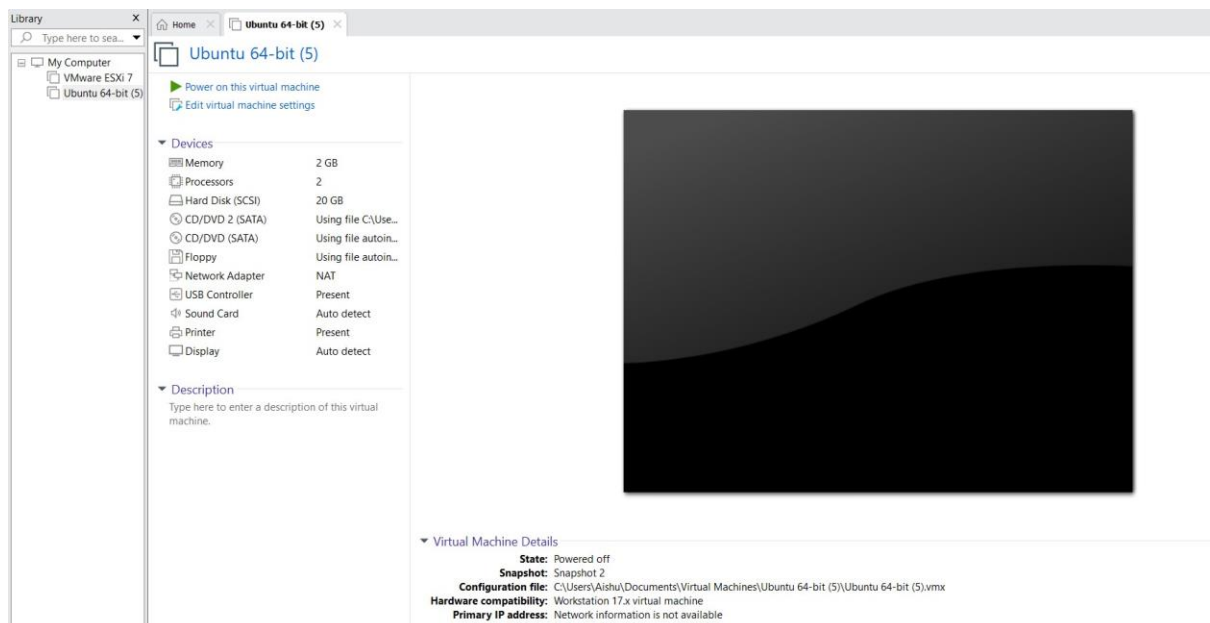 Library X
Type here to sea...
My Computer
VMware ESXi 7
Ubuntu 64-bit (5)
Home
Ubuntu 64-bit (5)
Ubuntu 64-bit (5)
Power on this virtual machine
Edit virtual machine settings
Devices
Memory 2 GB
Processors 2
Hard Disk (SCSI) 20 GB
CD/DVD 2 (SATA) Using file C:\Use...
CD/DVD (SATA) Using file autoin...
Floppy Using file autoin...
Network Adapter NAT
USB Controller Present
Sound Card Auto detect
Printer Present
Display Auto detect
Description
Type here to enter a description of this virtual
machine.
Virtual Machine Details
State: Powered off
Snapshot: Snapshot 2
Configuration file: C:\Users\Aishu\Documents\Virtual Machines\Ubuntu 64-bit (5)\Ubuntu 64-bit (5).vmx
Hardware compatibility: Workstation 17.x virtual machine
Primary IP address: Network information is not available